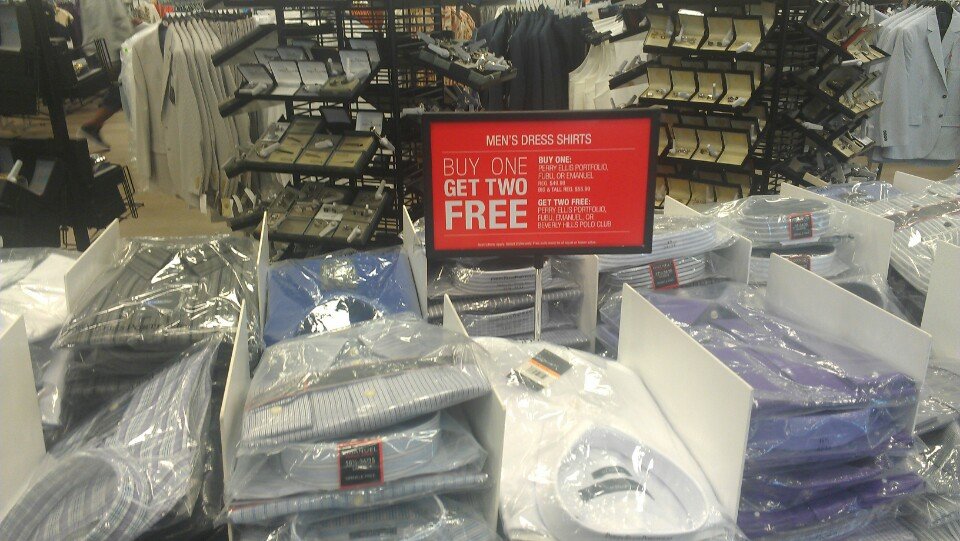 MEN'S DRESS SHIRTS
BUY ONE
GET TWO
FREE
BUY ONE:
PERRY ELLIS PORTFOLIO,
FUBU, OR EMANUEL
REG. $49.99
BIG & TALL REG. $55.99
GET TWO FREE:
PERRY ELLIS PORTFOLIO,
FUBU, EMANUEL, OR
BEVERLY HILLS POLO CLUB
EMANUEL